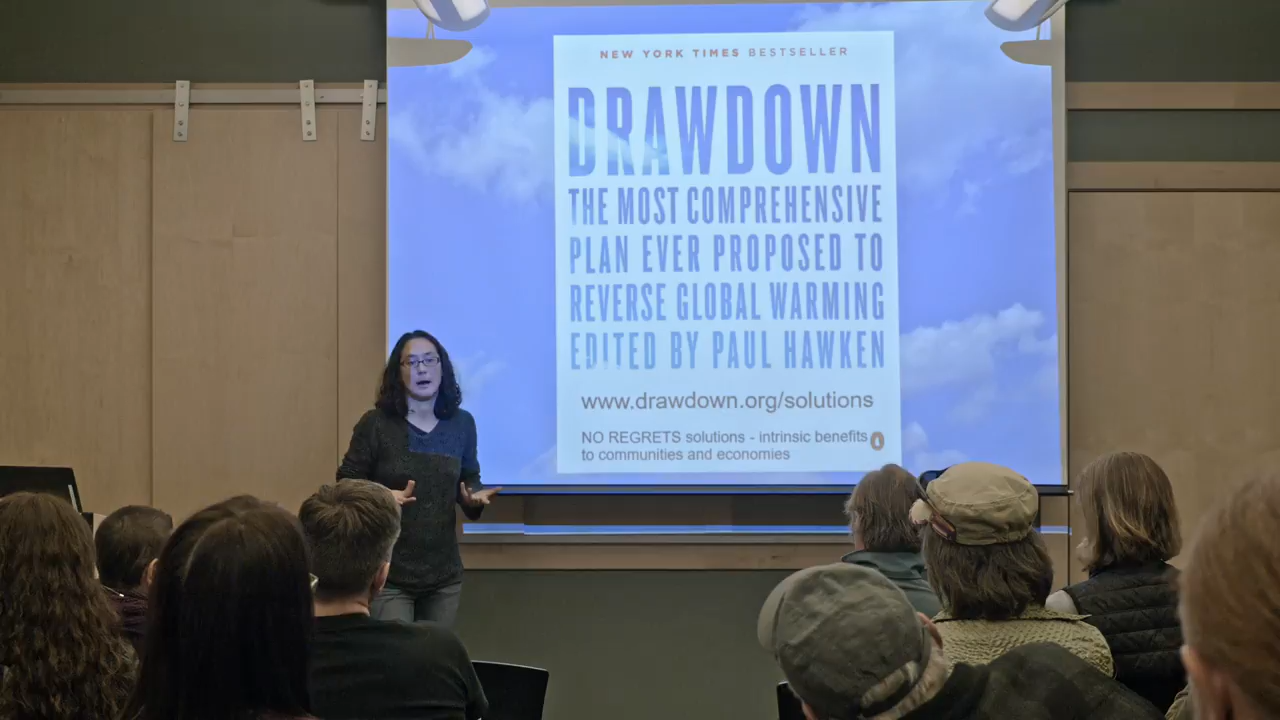 NEW YORK TIMES BESTSELLER
DRAWDOWN
THE MOST COMPREHENSIVE
PLAN EVER PROPOSED TO
REVERSE GLOBAL WARMING
EDITED BY PAUL HAWKEN
www.drawdown.org/solutions
NO REGRETS solutions - intrinsic benefits
to communities and economies